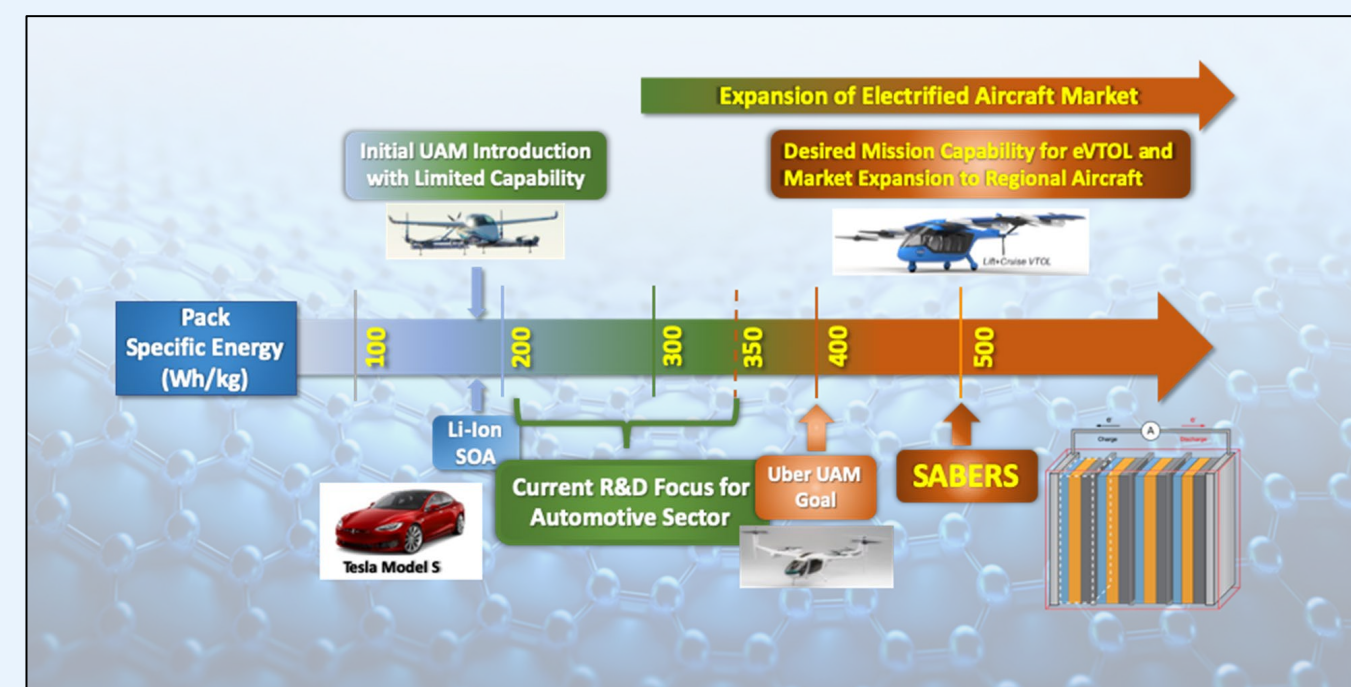 Expansion of Electrified Aircraft Market
Initial UAM Introduction
with Limited Capability
Desired Mission Capability for eVTOL and
Market Expansion to Regional Aircraft
Lift+Cruise VTOL
Pack
Specific Energy
(Wh/kg)
100
200
300
350
400
500
Li-Ion
SOA
Current R&D Focus for
Automotive Sector
Uber UAM
Goal
SABERS
Tesla Model S
A
Charge
Discharge